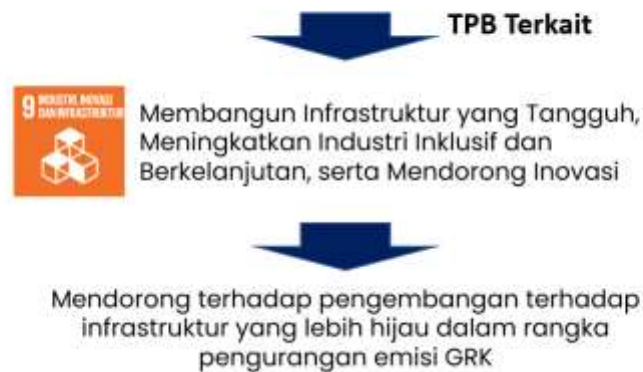 TPB Terkait
9 INDUSTRI, INOVASI
DAN INFRASTRUKTUR
Membangun Infrastruktur yang Tangguh,
Meningkatkan Industri Inklusif dan
Berkelanjutan, serta Mendorong Inovasi
Mendorong terhadap pengembangan terhadap
infrastruktur yang lebih hijau dalam rangka
pengurangan emisi GRK